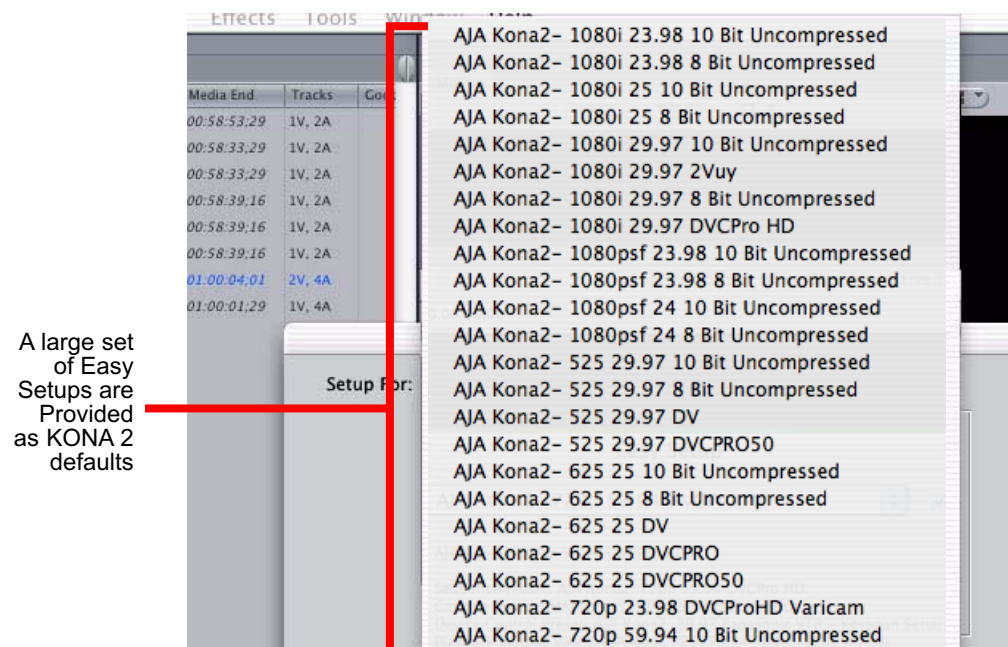 Effects Tools Window Help
Media End Tracks
00:58:53;29 1V, 2A
00:58:33;29 1V, 2A
00:58:33;29 1V, 2A
00:58:39;16 1V, 2A
00:58:39;16 1V, 2A
00:58:39;16 1V, 2A
01:00:04;01 2V, 4A
01:00:01;29 1V, 4A
A large set
of Easy
Setups are
Provided
as KONA 2
defaults
Setup For:
AJA Kona2– 1080i 23.98 10 Bit Uncompressed
AJA Kona2– 1080i 23.98 8 Bit Uncompressed
AJA Kona2– 1080i 25 10 Bit Uncompressed
AJA Kona2– 1080i 25 8 Bit Uncompressed
AJA Kona2– 1080i 29.97 10 Bit Uncompressed
AJA Kona2– 1080i 29.97 2Vuy
AJA Kona2– 1080i 29.97 8 Bit Uncompressed
AJA Kona2– 1080i 29.97 DVCPro HD
AJA Kona2– 1080psf 23.98 10 Bit Uncompressed
AJA Kona2– 1080psf 23.98 8 Bit Uncompressed
AJA Kona2– 1080psf 24 10 Bit Uncompressed
AJA Kona2– 1080psf 24 8 Bit Uncompressed
AJA Kona2– 525 29.97 10 Bit Uncompressed
AJA Kona2– 525 29.97 8 Bit Uncompressed
AJA Kona2– 525 29.97 DV
AJA Kona2– 525 29.97 DVCPRO50
AJA Kona2– 625 25 10 Bit Uncompressed
AJA Kona2– 625 25 8 Bit Uncompressed
AJA Kona2– 625 25 DV
AJA Kona2– 625 25 DVCPRO
AJA Kona2– 625 25 DVCPRO50
AJA Kona2– 720p 23.98 DVCProHD Varicam
AJA Kona2– 720p 59.94 10 Bit Uncompressed